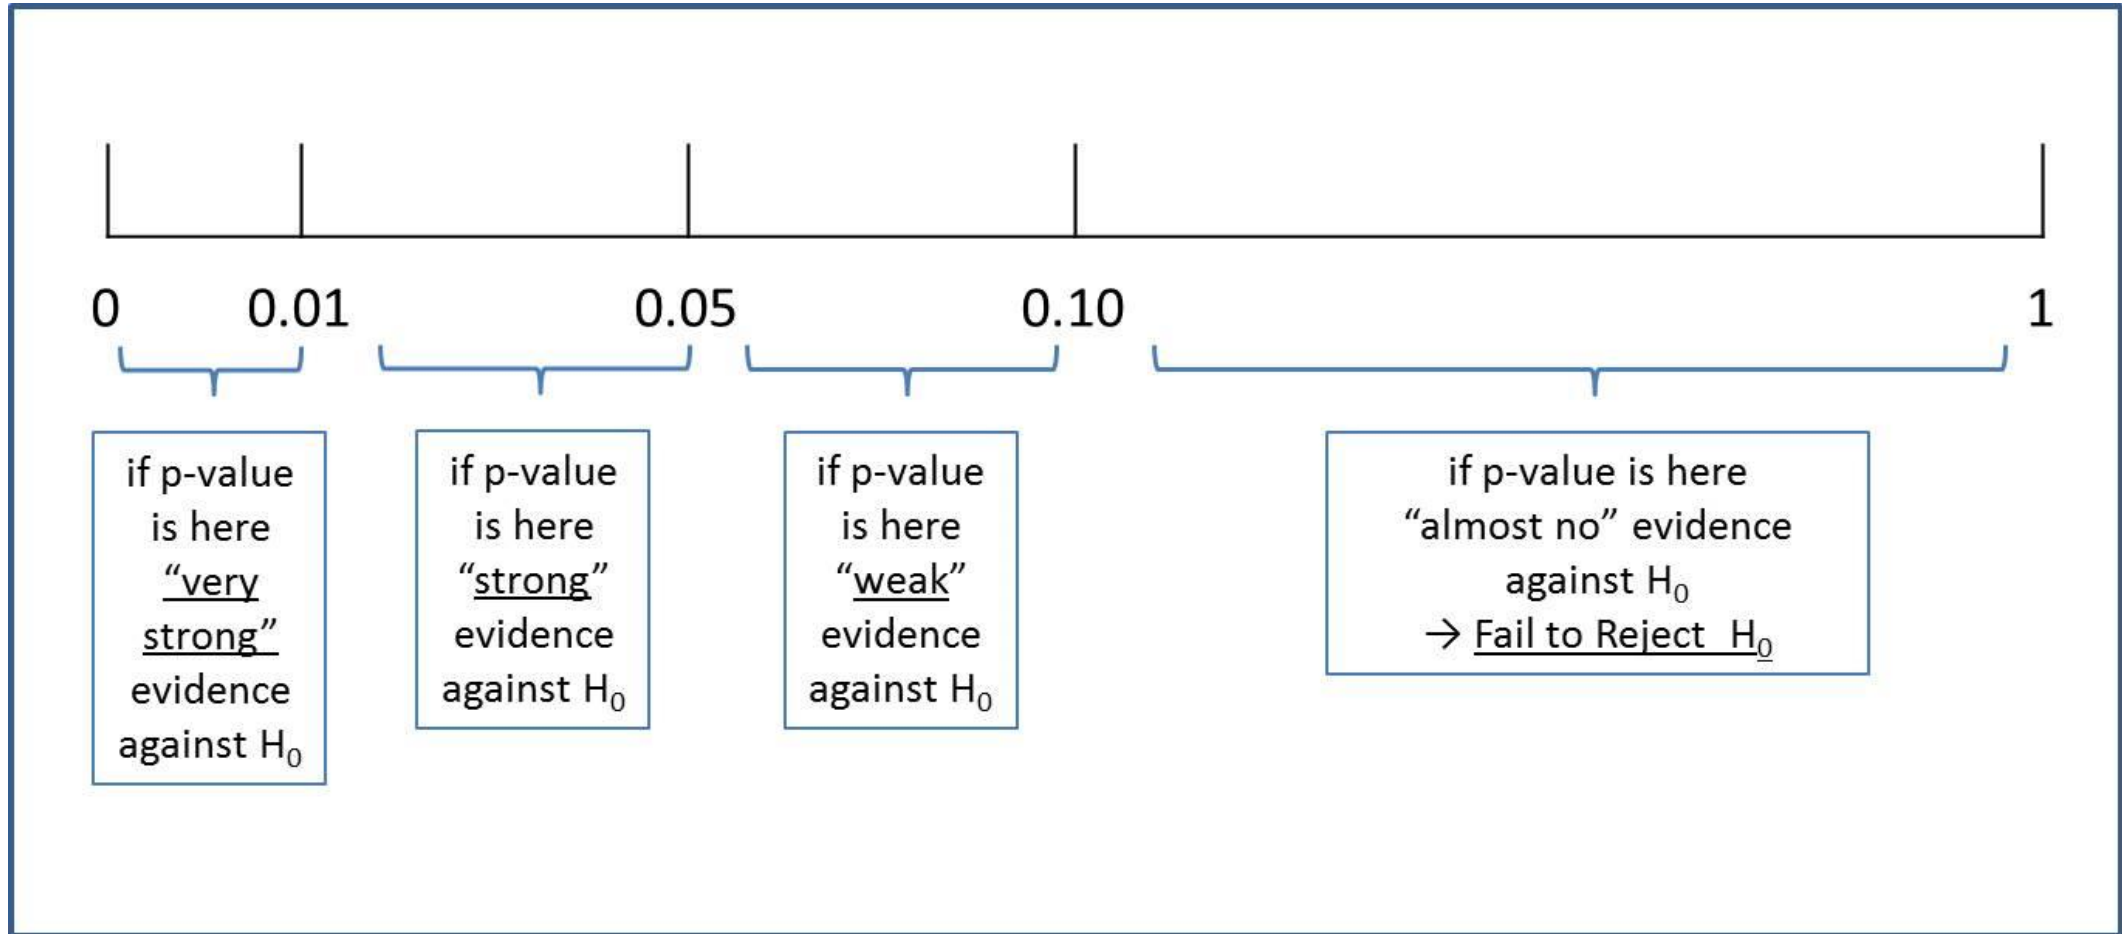 0 0.01 0.05 0.10 1
if p-value
is here
“very
strong”
evidence
against H₀
if p-value
is here
“strong”
evidence
against H₀
if p-value
is here
“weak”
evidence
against H₀
if p-value is here
“almost no” evidence
against H₀
→ Fail to Reject H₀